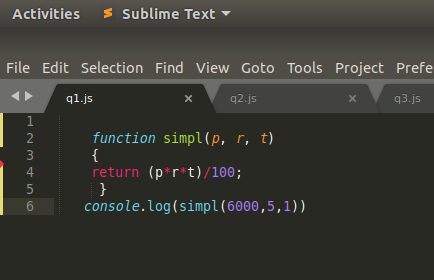 Activities Sublime Text
File Edit Selection Find View Goto Tools Project Prefe
q1.js × q2.js × q3.js
1
2 function simpl(p, r, t)
3 {
4 return (p*r*t)/100;
5 }
6 console.log(simpl(6000,5,1))